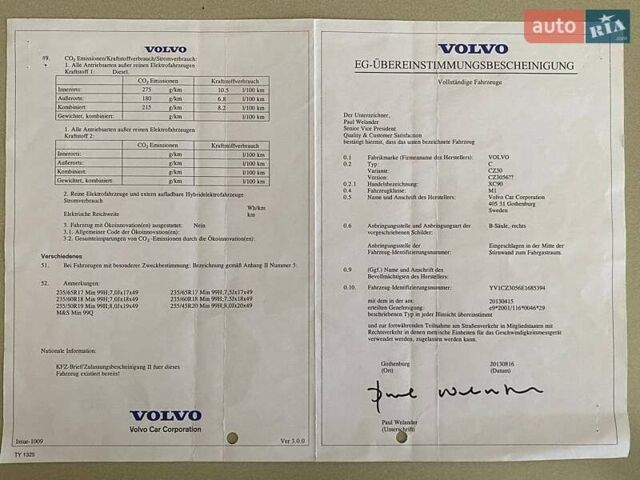 VOLVO
49. CO2 Emissionen/Kraftstoffverbrauch/Stromverbrauch:
1. Alle Antriebsarten außer reinen Elektrofahrzeugen
Kraftstoff 1: Diesel.
CO2 Emissionen Kraftstoffverbrauch
Innerorts: 275 g/km 10.5 l/100 km
Außerorts: 180 g/km 6.8 l/100 km
Kombiniert: 215 g/km 8.2 l/100 km
Gewichtet, kombiniert: g/km l/100 km
1. Alle Antriebsarten außer reinen Elektrofahrzeugen
Kraftstoff 2:
CO2 Emissionen Kraftstoffverbrauch
Innerorts: g/km l/100 km
Außerorts: g/km l/100 km
Kombiniert: g/km l/100 km
Gewichtet, kombiniert: g/km l/100 km
2. Reine Elektrofahrzeuge und extern aufladbare Hybridelektrofahrzeuge
Stromverbrauch Wh/km
Elektrische Reichweite km
3. Fahrzeug mit Ökoinnovation(en) ausgestattet: Nein
3.1. Allgemeiner Code der Ökoinnovation(en):
3.2. Gesamteinsparungen von CO2-Emissionen durch die Ökoinnovation(en):
Verschiedenes
51. Bei Fahrzeugen mit besonderer Zweckbestimmung: Bezeichnung gemäß Anhang II Nummer 5:
52. Anmerkungen:
235/65R17 Min 99H;7,0Jx17x49 235/65R17 Min 99H;7,5Jx17x49
235/60R18 Min 99H;7,0Jx18x49 235/60R18 Min 99H;7,5Jx18x49
255/50R19 Min 99H;8,0Jx19x49 255/45R20 Min 99H;8,0Jx20x49
M&S Min 99Q
Nationale Information:
KFZ-Brief/Zulassungsbescheinigung II fuer dieses
Fahrzeug existiert bereits!
VOLVO
Volvo Car Corporation
Issue-1009 Ver 3.0.0
TY 1325
auto RIA.com
VOLVO
EG-ÜBEREINSTIMMUNGSBESCHEINIGUNG
Vollständige Fahrzeuge
Der Unterzeichner,
Paul Welander
Senior Vice President
Quality & Customer Satisfaction
bestätigt hiermit, dass das unten bezeichnete Fahrzeug
0.1 Fabrikmarke (Firmenname des Herstellers): VOLVO
0.2 Typ: C
Variante: CZ30
Version: CZ3056??
0.2.1 Handelsbezeichnung: XC90
0.4 Fahrzeugklasse: M1
0.5 Name und Anschrift des Herstellers: Volvo Car Corporation
405 31 Gothenburg
Sweden
0.6 Anbringungsstelle und Anbringungsart der B-Säule, rechts
vorgeschriebenen Schilder:
Anbringungsstelle der Eingeschlagen in der Mitte der
Fahrzeug-Identifizierungsnummer: Stirnwand zum Fahrgastraum.
0.9 (Ggf.) Name und Anschrift des
Bevollmächtigten des Herstellers:
0.10. Fahrzeug-Identifizierungsnummer: YV1CZ3056E1685394
mit dem in der am: 20130415
erteilten Genehmigung: e9*2001/116*0046*29
beschriebenen Typ in jeder Hinsicht übereinstimmt
und zur fortwährenden Teilnahme am Straßenverkehr in Mitgliedstaaten mit
Rechtsverkehr in denen metrische Einheiten für das Geschwindigkeitsmessgerät
verwendet werden, zugelassen werden kann.
Gothenburg 20130816
(Ort) (Datum)
Paul Welander
Paul Welander
(Unterschrift)